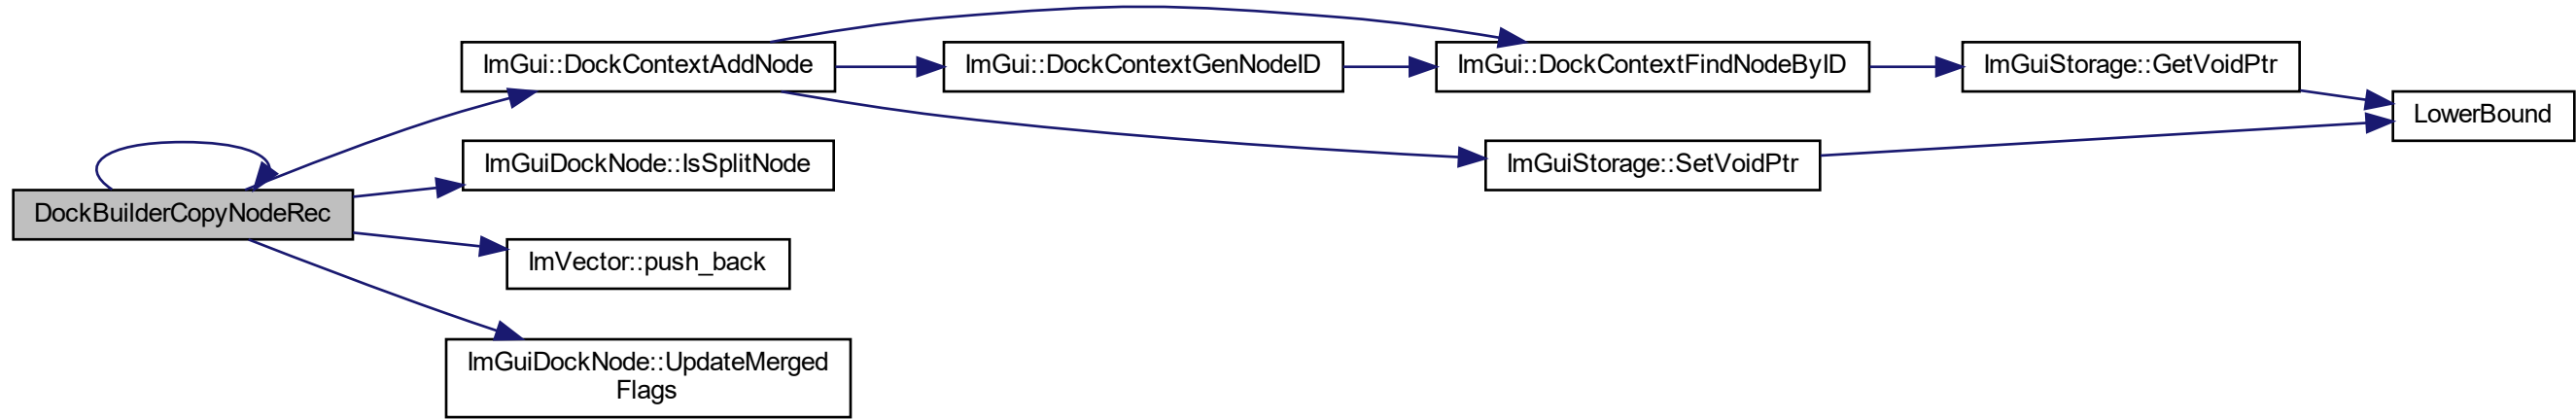 ImGui::DockContextAddNode
ImGui::DockContextGenNodeID
ImGui::DockContextFindNodeByID
ImGuiStorage::GetVoidPtr
LowerBound
ImGuiDockNode::IsSplitNode
ImGuiStorage::SetVoidPtr
DockBuilderCopyNodeRec
ImVector::push_back
ImGuiDockNode::UpdateMerged
Flags